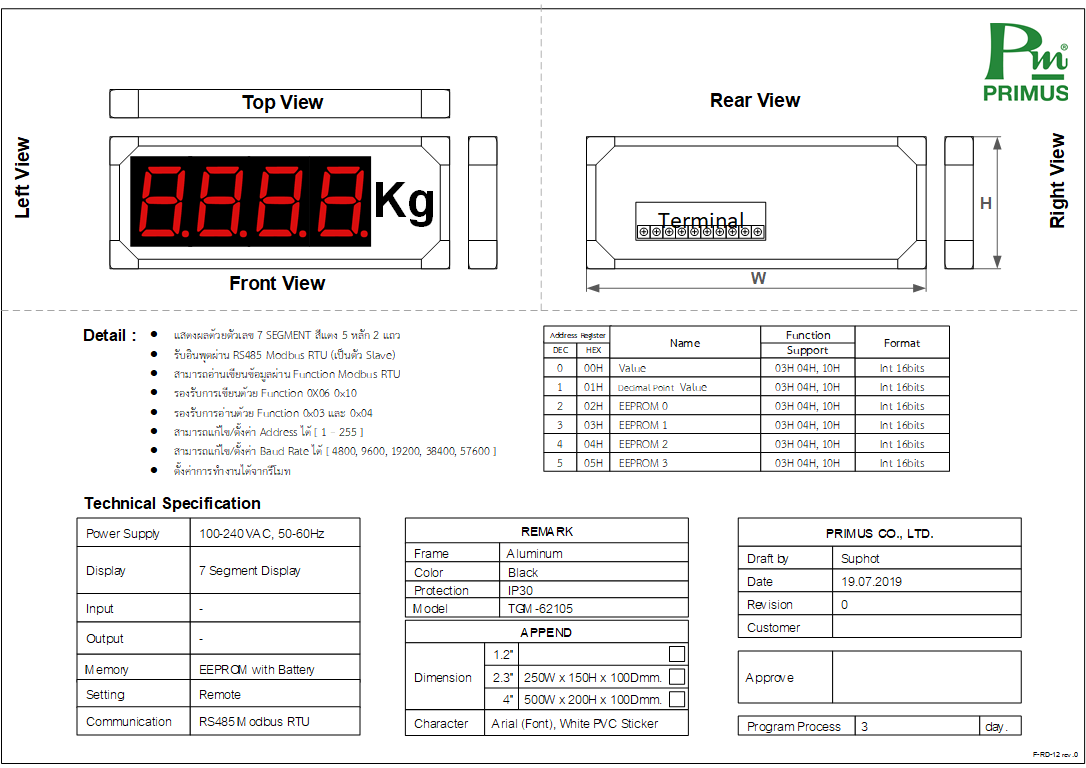 Pm®
PRIMUS
Top View
Rear View
Left View
Right View
8.8.8.8.
Kg
Terminal
H
W
Front View
Detail :
• แสดงผลด้วยตัวเลข 7 SEGMENT สีแดง 5 หลัก 2 แถว
• รับอินพุตผ่าน RS485 Modbus RTU (เป็นตัว Slave)
• สามารถอ่านเขียนข้อมูลผ่าน Function Modbus RTU
• รองรับการเขียนด้วย Function 0X06 0x10
• รองรับการอ่านด้วย Function 0x03 และ 0x04
• สามารถแก้ไข/ตั้งค่า Address ได้ [ 1 - 255 ]
• สามารถแก้ไข/ตั้งค่า Baud Rate ได้ [ 4800, 9600, 19200, 38400, 57600 ]
• ตั้งค่าการทำงานได้จากรีโมท
Address Register Name Function Support Format
DEC HEX
0 00H Value 03H 04H, 10H Int 16bits
1 01H Decimal Point Value 03H 04H, 10H Int 16bits
2 02H EEPROM 0 03H 04H, 10H Int 16bits
3 03H EEPROM 1 03H 04H, 10H Int 16bits
4 04H EEPROM 2 03H 04H, 10H Int 16bits
5 05H EEPROM 3 03H 04H, 10H Int 16bits
Technical Specification
Power Supply 100-240VAC, 50-60Hz
Display 7 Segment Display
Input -
Output -
Memory EEPROM with Battery
Setting Remote
Communication RS485 Modbus RTU
REMARK
Frame Aluminum
Color Black
Protection IP30
Model TGM-62105
APPEND
Dimension
1.2"
2.3" 250W x 150H x 100Dmm.
4" 500W x 200H x 100Dmm.
Character Arial (Font), White PVC Sticker
PRIMUS CO., LTD.
Draft by Suphot
Date 19.07.2019
Revision 0
Customer
Approve
Program Process 3 day.
F-RD-12 rev.0